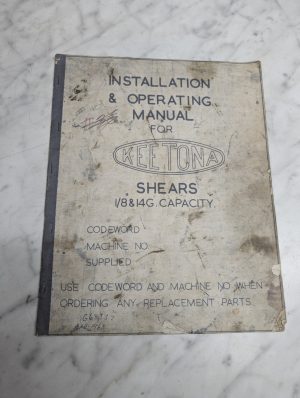 INSTALLATION
& OPERATING
MANUAL
FOR
KEETONA
SHEARS
1/8 & 14G. CAPACITY.
CODEWORD
MACHINE NO.
SUPPLIED
USE CODEWORD AND MACHINE NO. WHEN
ORDERING ANY REPLACEMENT PARTS.